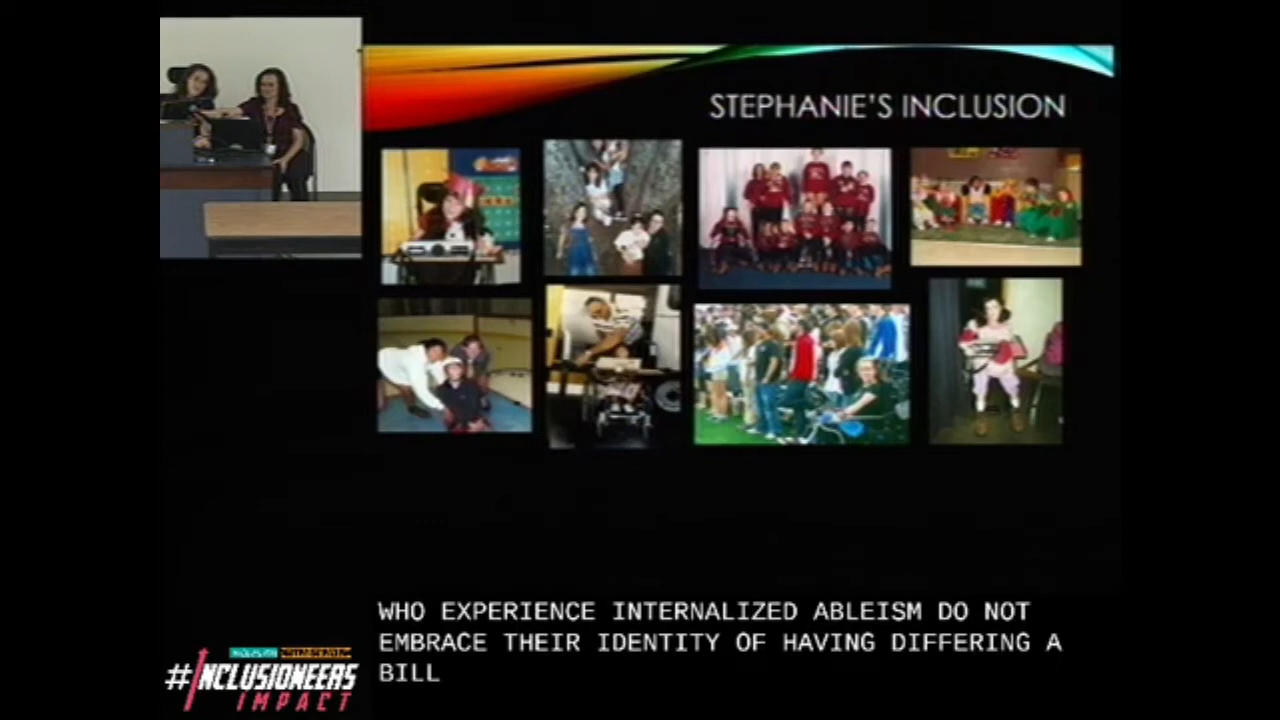 STEPHANIE'S INCLUSION
WHO EXPERIENCE INTERNALIZED ABLEISM DO NOT
EMBRACE THEIR IDENTITY OF HAVING DIFFERING A
BILL
#INCLUSIONEERS
IMPACT